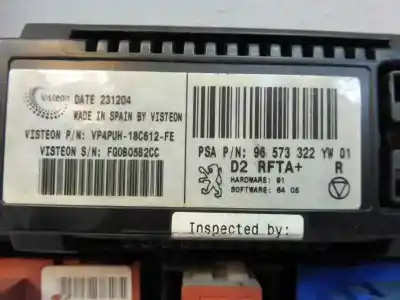 Visteon DATE 231204
MADE IN SPAIN BY VISTEON
VISTEON P/N: VP4PUH-18C612-FE
VISTEON S/N: FG0B05B2CC
PSA P/N: 96 573 322 YW 01
D2 RFTA+ R
HARDWARE: 01
SOFTWARE: 64 05
Inspected by: